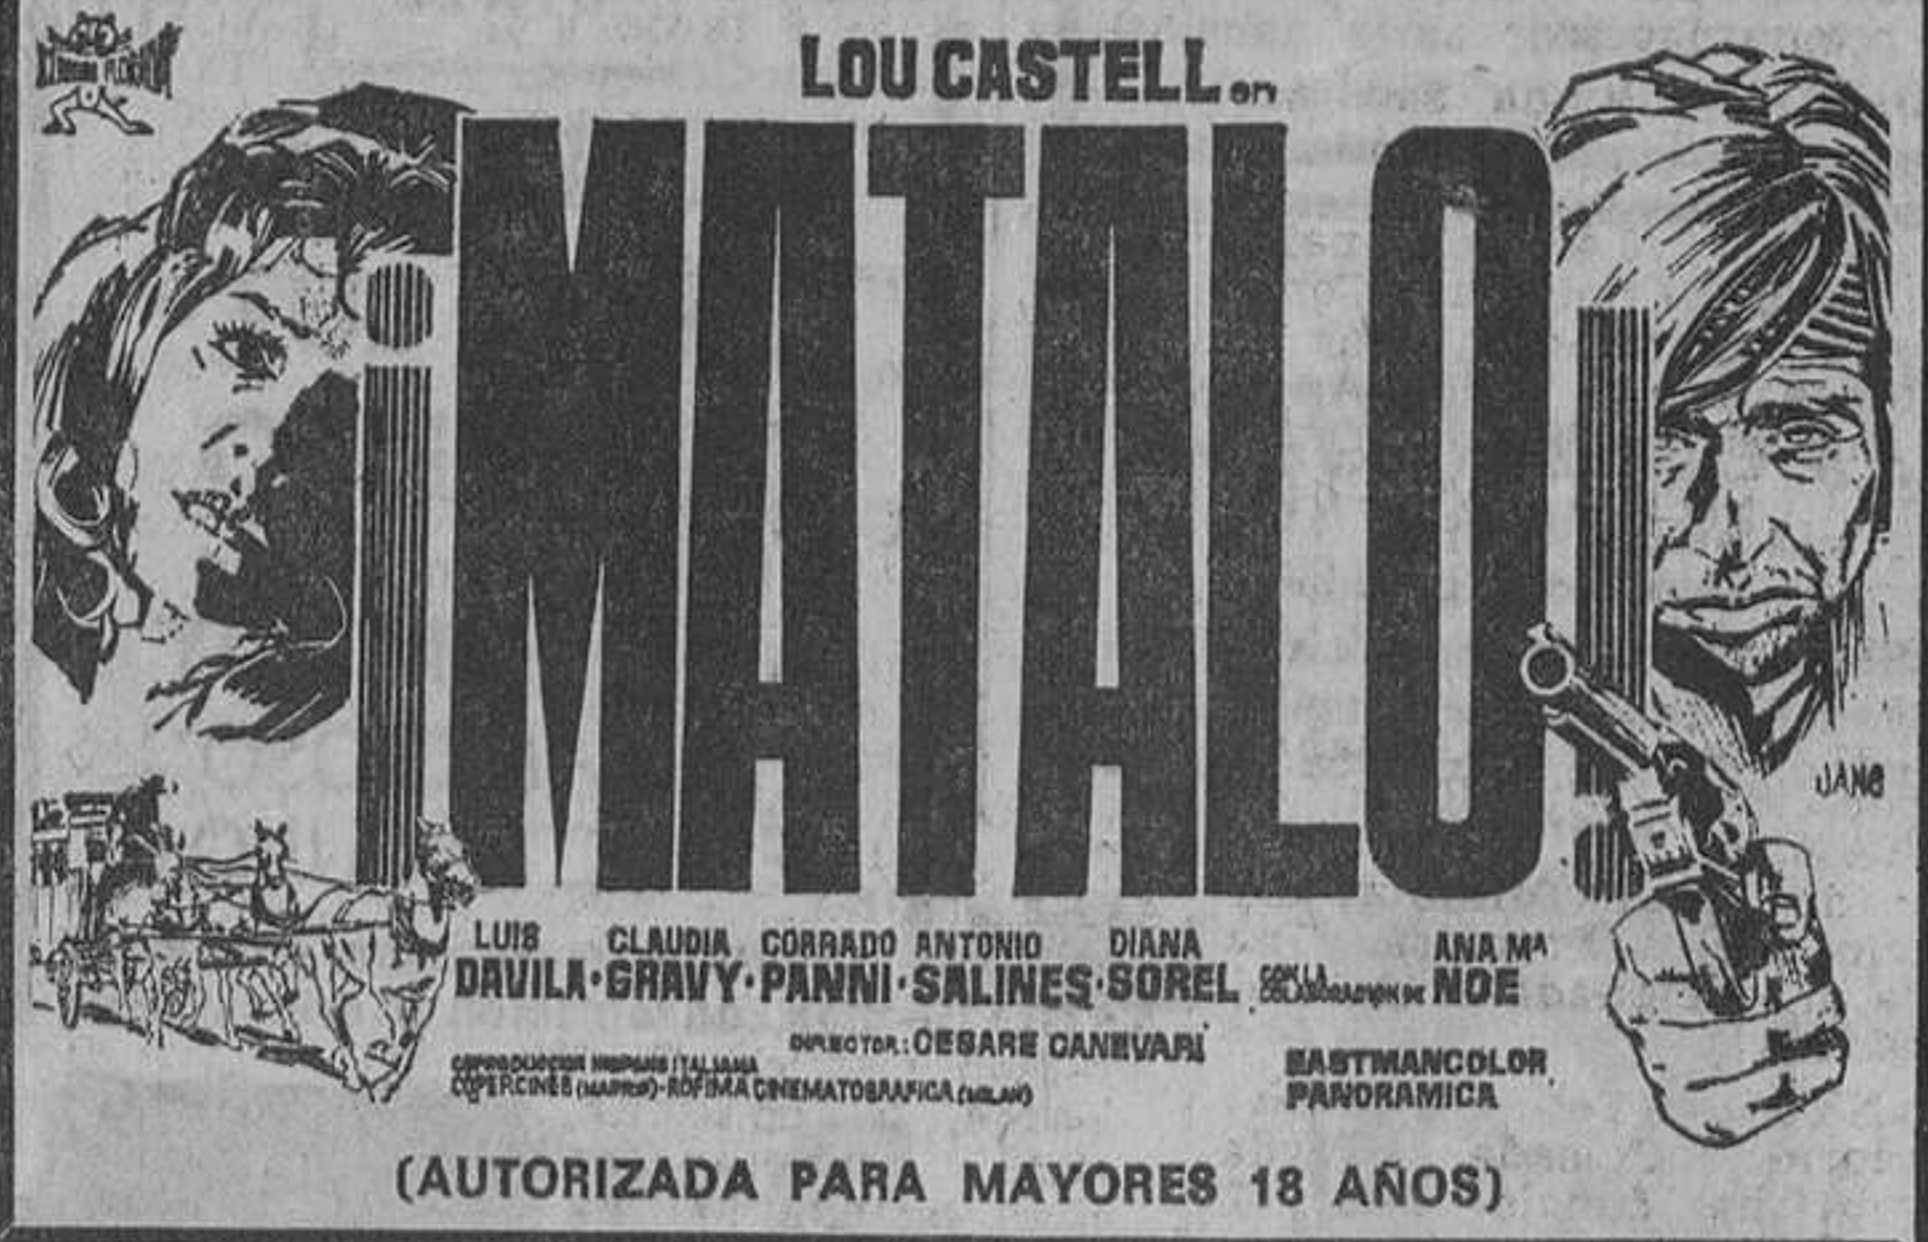 LOU CASTELL en
¡MATALO!
JANO
LUIS DAVILA · CLAUDIA GRAVY · CORRADO PANNI · ANTONIO SALINES · DIANA SOREL CON LA COLABORACION DE ANA Mª NOE
DIRECTOR: CESARE CANEVARI
COPRODUCCION HISPANO ITALIANA
COPERCINES (MADRID)-ROFIMA CINEMATOGRAFICA (MILAN)
EASTMANCOLOR
PANORAMICA
(AUTORIZADA PARA MAYORES 18 AÑOS)